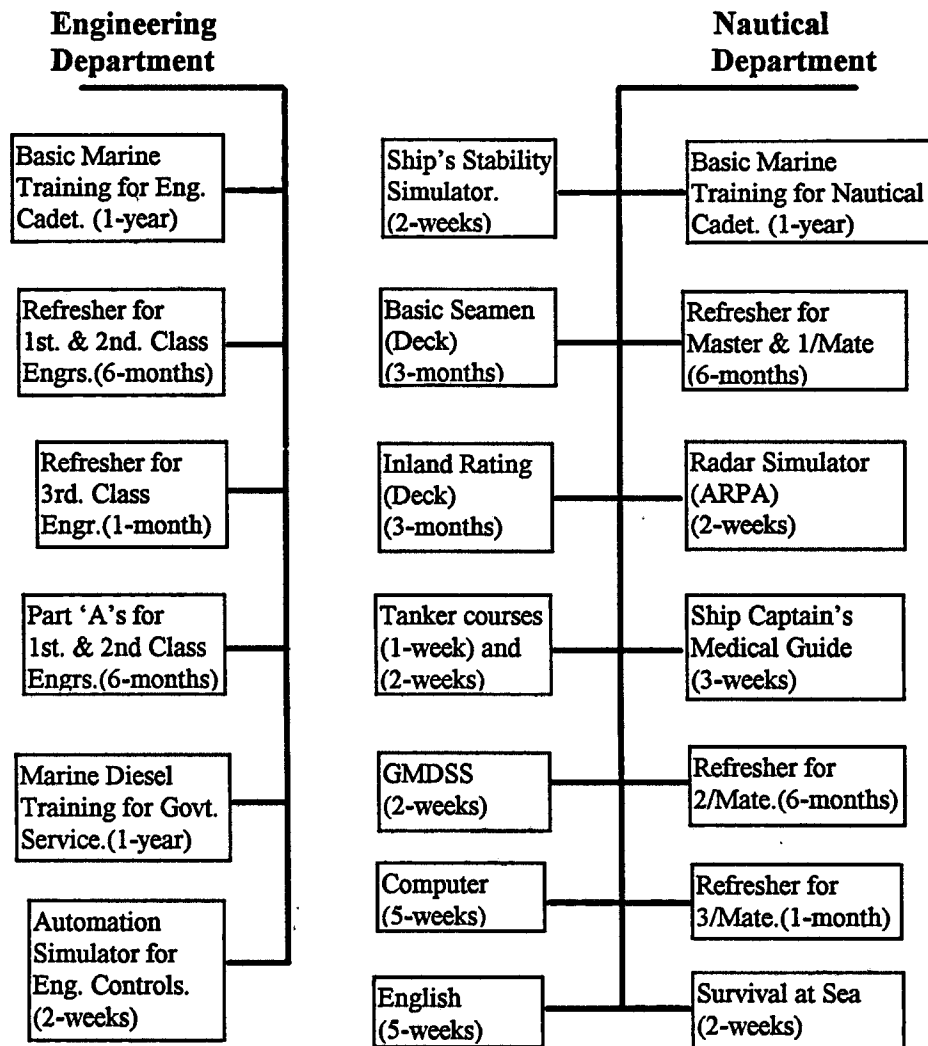 Engineering
Department
Basic Marine
Training for Eng.
Cadet. (1-year)
Refresher for
1st. & 2nd. Class
Engrs.(6-months)
Refresher for
3rd. Class
Engr.(1-month)
Part ‘A’s for
1st. & 2nd Class
Engrs.(6-months)
Marine Diesel
Training for Govt.
Service.(1-year)
Automation
Simulator for
Eng. Controls.
(2-weeks)
Nautical
Department
Ship's Stability
Simulator.
(2-weeks)
Basic Marine
Training for Nautical
Cadet. (1-year)
Basic Seamen
(Deck)
(3-months)
Refresher for
Master & 1/Mate
(6-months)
Inland Rating
(Deck)
(3-months)
Radar Simulator
(ARPA)
(2-weeks)
Tanker courses
(1-week) and
(2-weeks)
Ship Captain's
Medical Guide
(3-weeks)
GMDSS
(2-weeks)
Refresher for
2/Mate.(6-months)
Computer
(5-weeks)
Refresher for
3/Mate.(1-month)
English
(5-weeks)
Survival at Sea
(2-weeks)